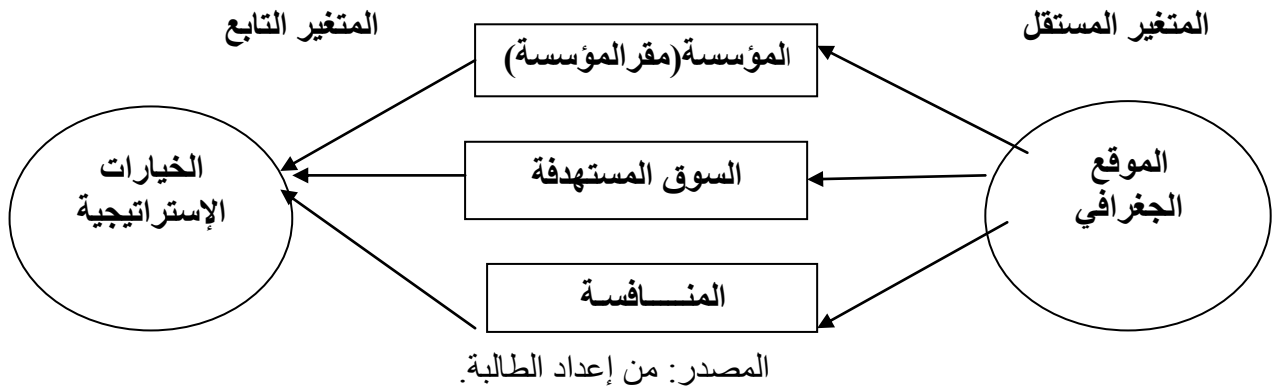 المتغير المستقل
المتغير التابع
المؤسسة(مقرالمؤسسة)
الموقع
الجغرافي
السوق المستهدفة
الخيارات
الإستراتيجية
المنـــــافسـة
المصدر: من إعداد الطالبة.